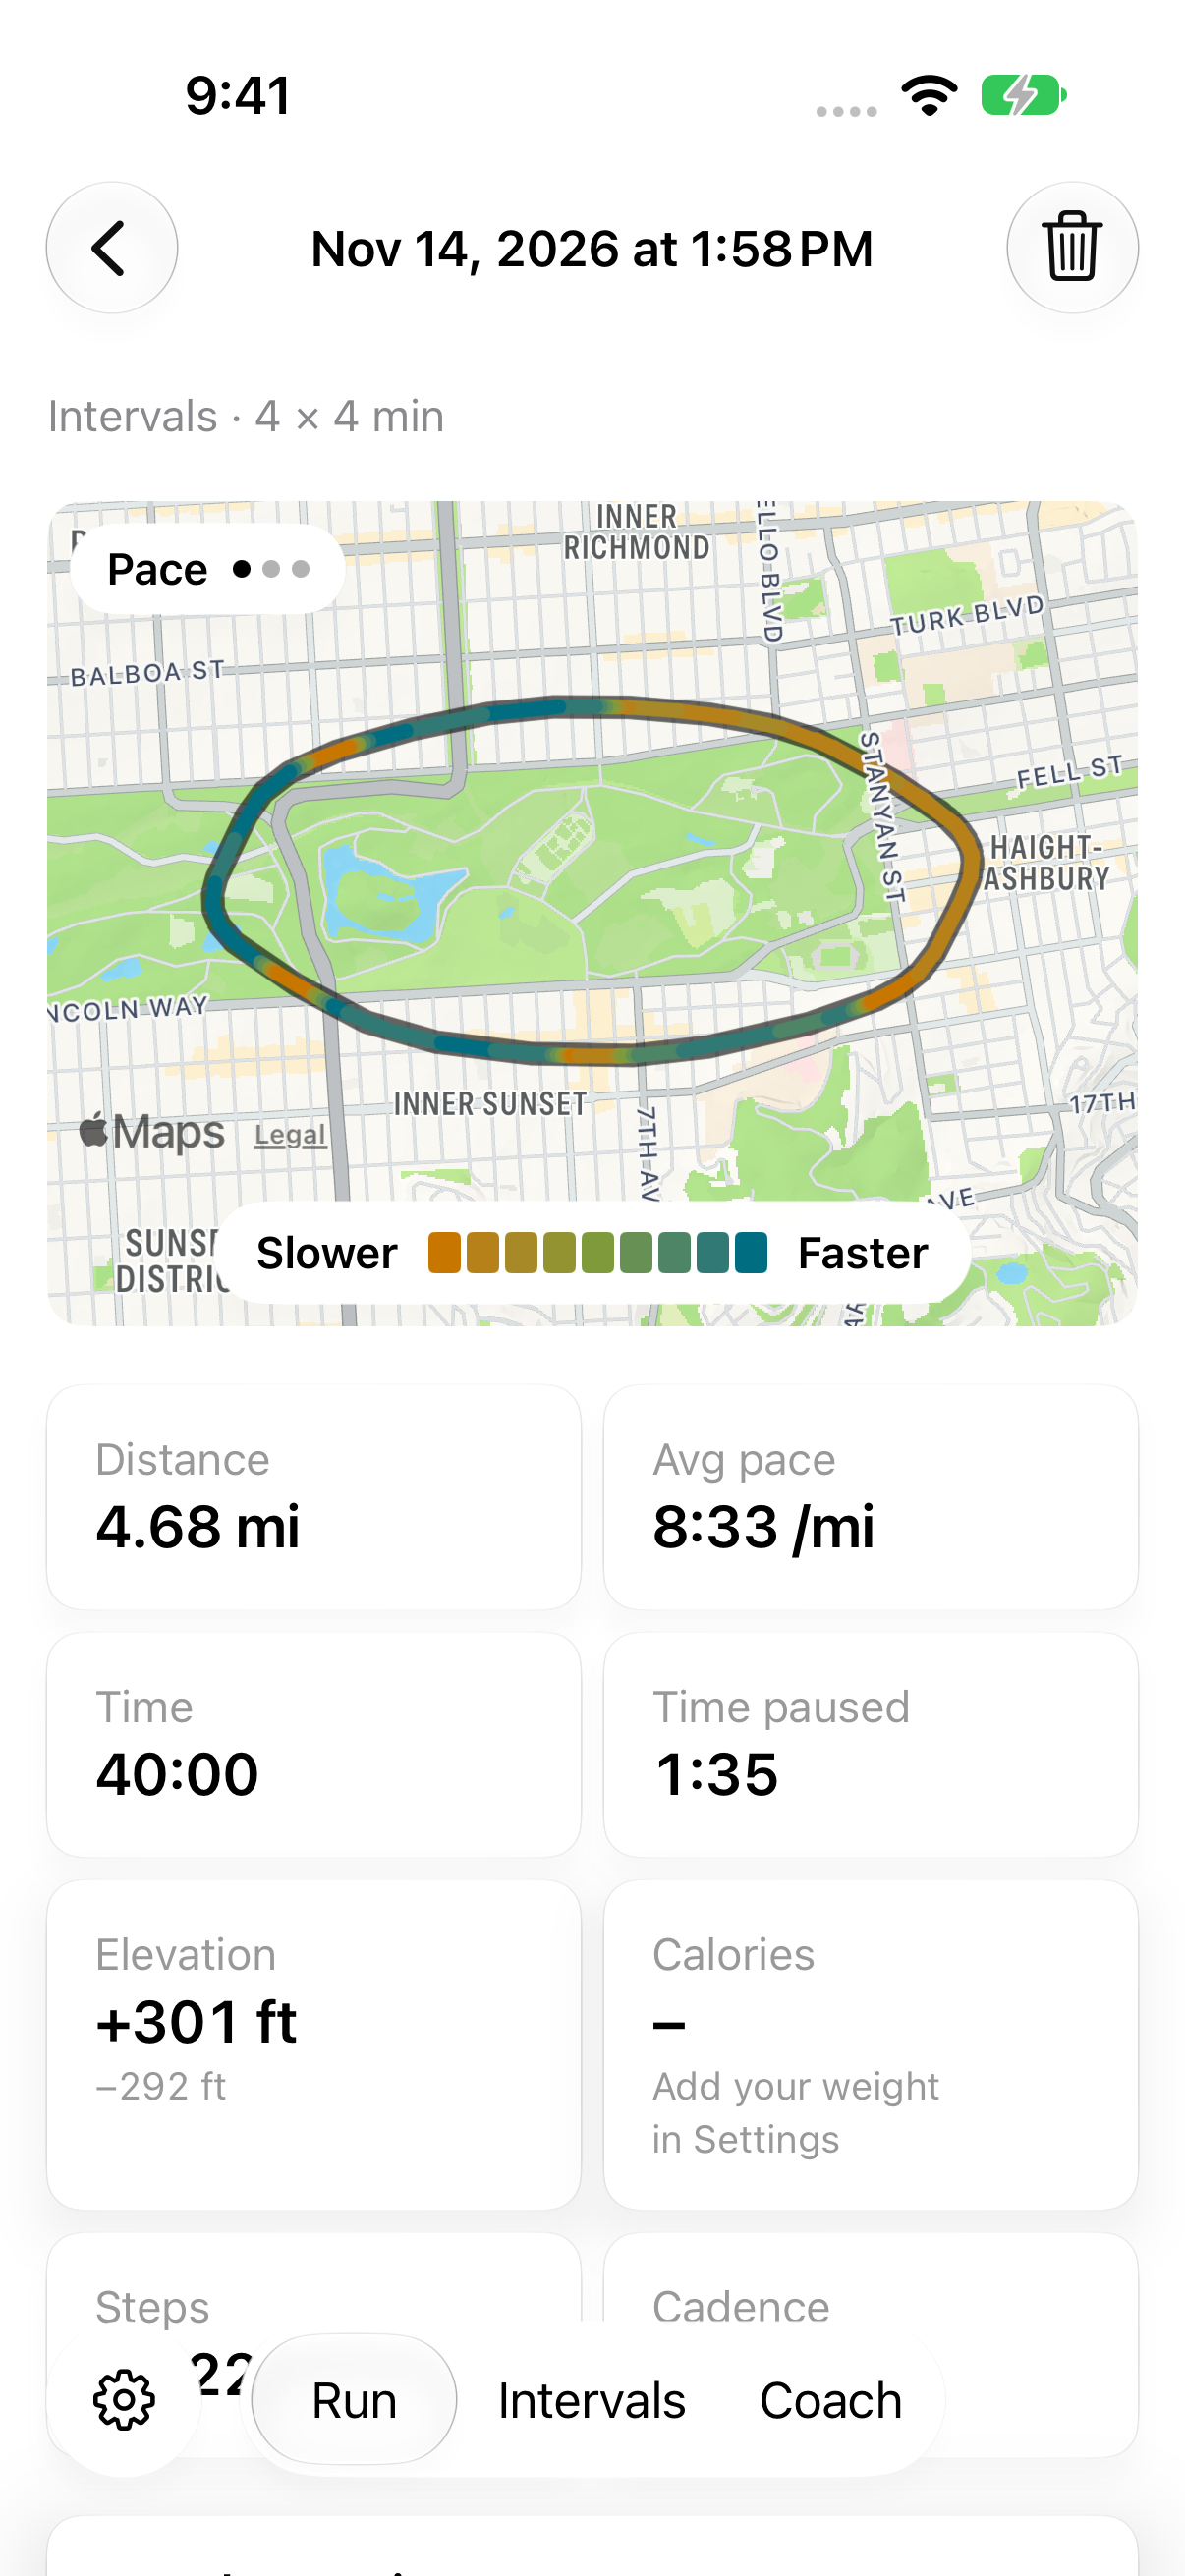 9:41
Nov 14, 2026 at 1:58 PM
Intervals · 4 × 4 min
Pace
INNER
RICHMOND
TURK BLVD
BALBOA ST
STANYAN ST
FELL ST
HAIGHT-
ASHBURY
INNER SUNSET
7TH AV
17TH
Maps Legal
AVE
Slower Faster
Distance
4.68 mi
Avg pace
8:33 /mi
Time
40:00
Time paused
1:35
Elevation
+301 ft
−292 ft
Calories
–
Add your weight
in Settings
Steps
Cadence
Run
Intervals
Coach